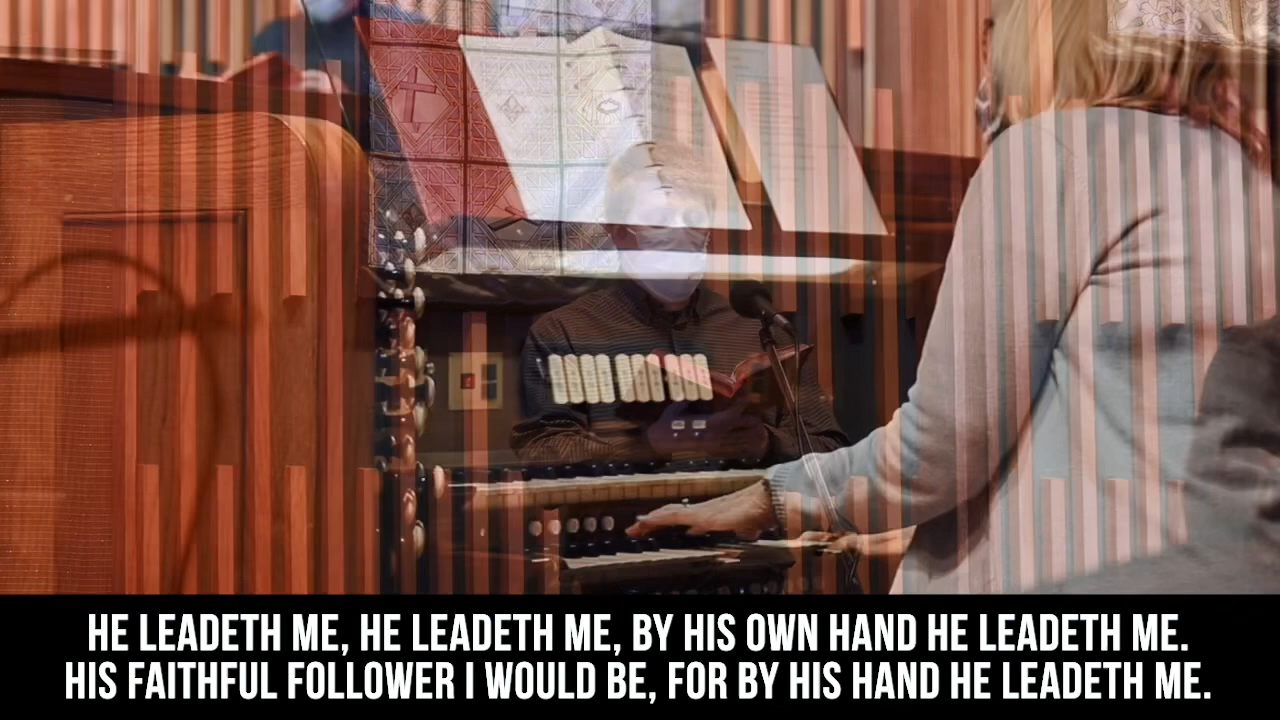 HE LEADETH ME, HE LEADETH ME, BY HIS OWN HAND HE LEADETH ME.
HIS FAITHFUL FOLLOWER I WOULD BE, FOR BY HIS HAND HE LEADETH ME.